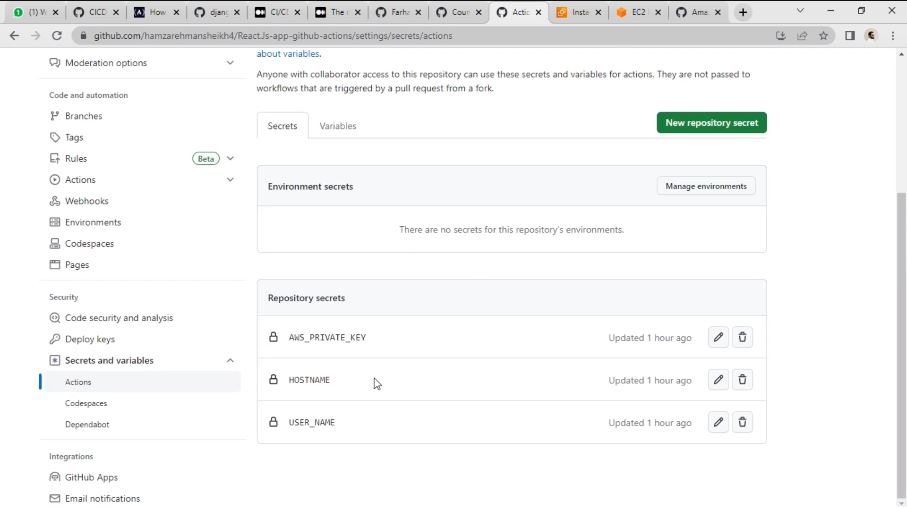 CICD
How
djang
CI/CD
The r
Farha
Cour
Actio
Insta
EC2
Ama
github.com/hamzarehmansheikh4/React.Js-app-github-actions/settings/secrets/actions
Moderation options
Code and automation
Branches
Tags
Rules Beta
Actions
Webhooks
Environments
Codespaces
Pages
Security
Code security and analysis
Deploy keys
Secrets and variables
Actions
Codespaces
Dependabot
Integrations
GitHub Apps
Email notifications
about variables.
Anyone with collaborator access to this repository can use these secrets and variables for actions. They are not passed to
workflows that are triggered by a pull request from a fork.
Secrets Variables New repository secret
Environment secrets Manage environments
There are no secrets for this repository's environments.
Repository secrets
AWS_PRIVATE_KEY Updated 1 hour ago
HOSTNAME Updated 1 hour ago
USER_NAME Updated 1 hour ago